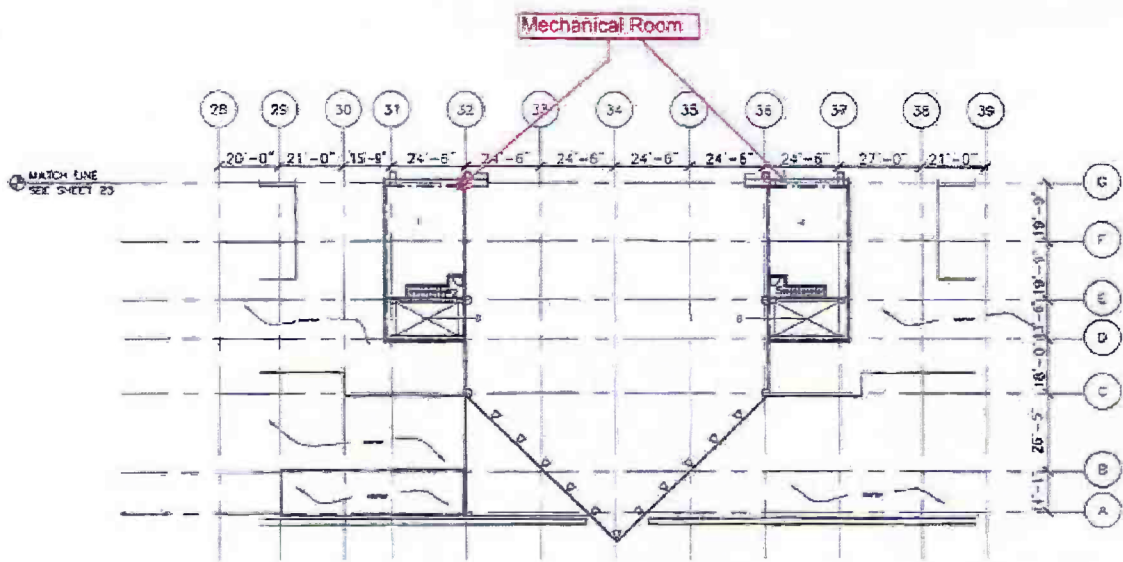 Mechanical Room
28 29 30 31 32 33 34 35 36 37 38 39
20'-0" 21'-0" 15'-9" 24'-6" 24'-6" 24'-6" 24'-6" 24'-6" 24'-6" 24'-6" 27'-0" 21'-0"
MATCH LINE
SEE SHEET 23
G
19'-9"
F
19'-9"
E
D
18'-0"
C
26'-5"
B
A